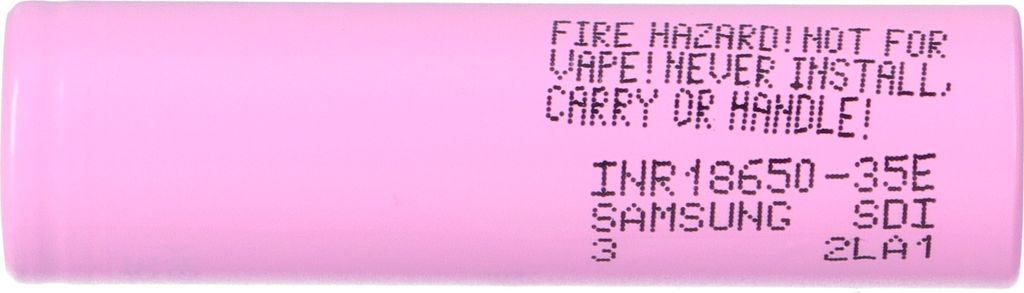 FIRE HAZARD! NOT FOR
VAPE! NEVER INSTALL,
CARRY OR HANDLE!
INR18650-35E
SAMSUNG SDI
3 2LA1